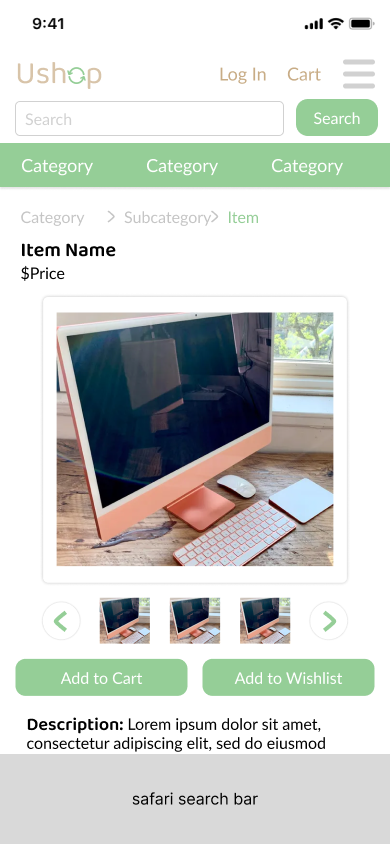 9:41
Ushop
Log In Cart
Search Search
Category Category Category
Category > Subcategory> Item
Item Name
$Price
Add to Cart Add to Wishlist
Description: Lorem ipsum dolor sit amet,
consectetur adipiscing elit, sed do eiusmod
safari search bar